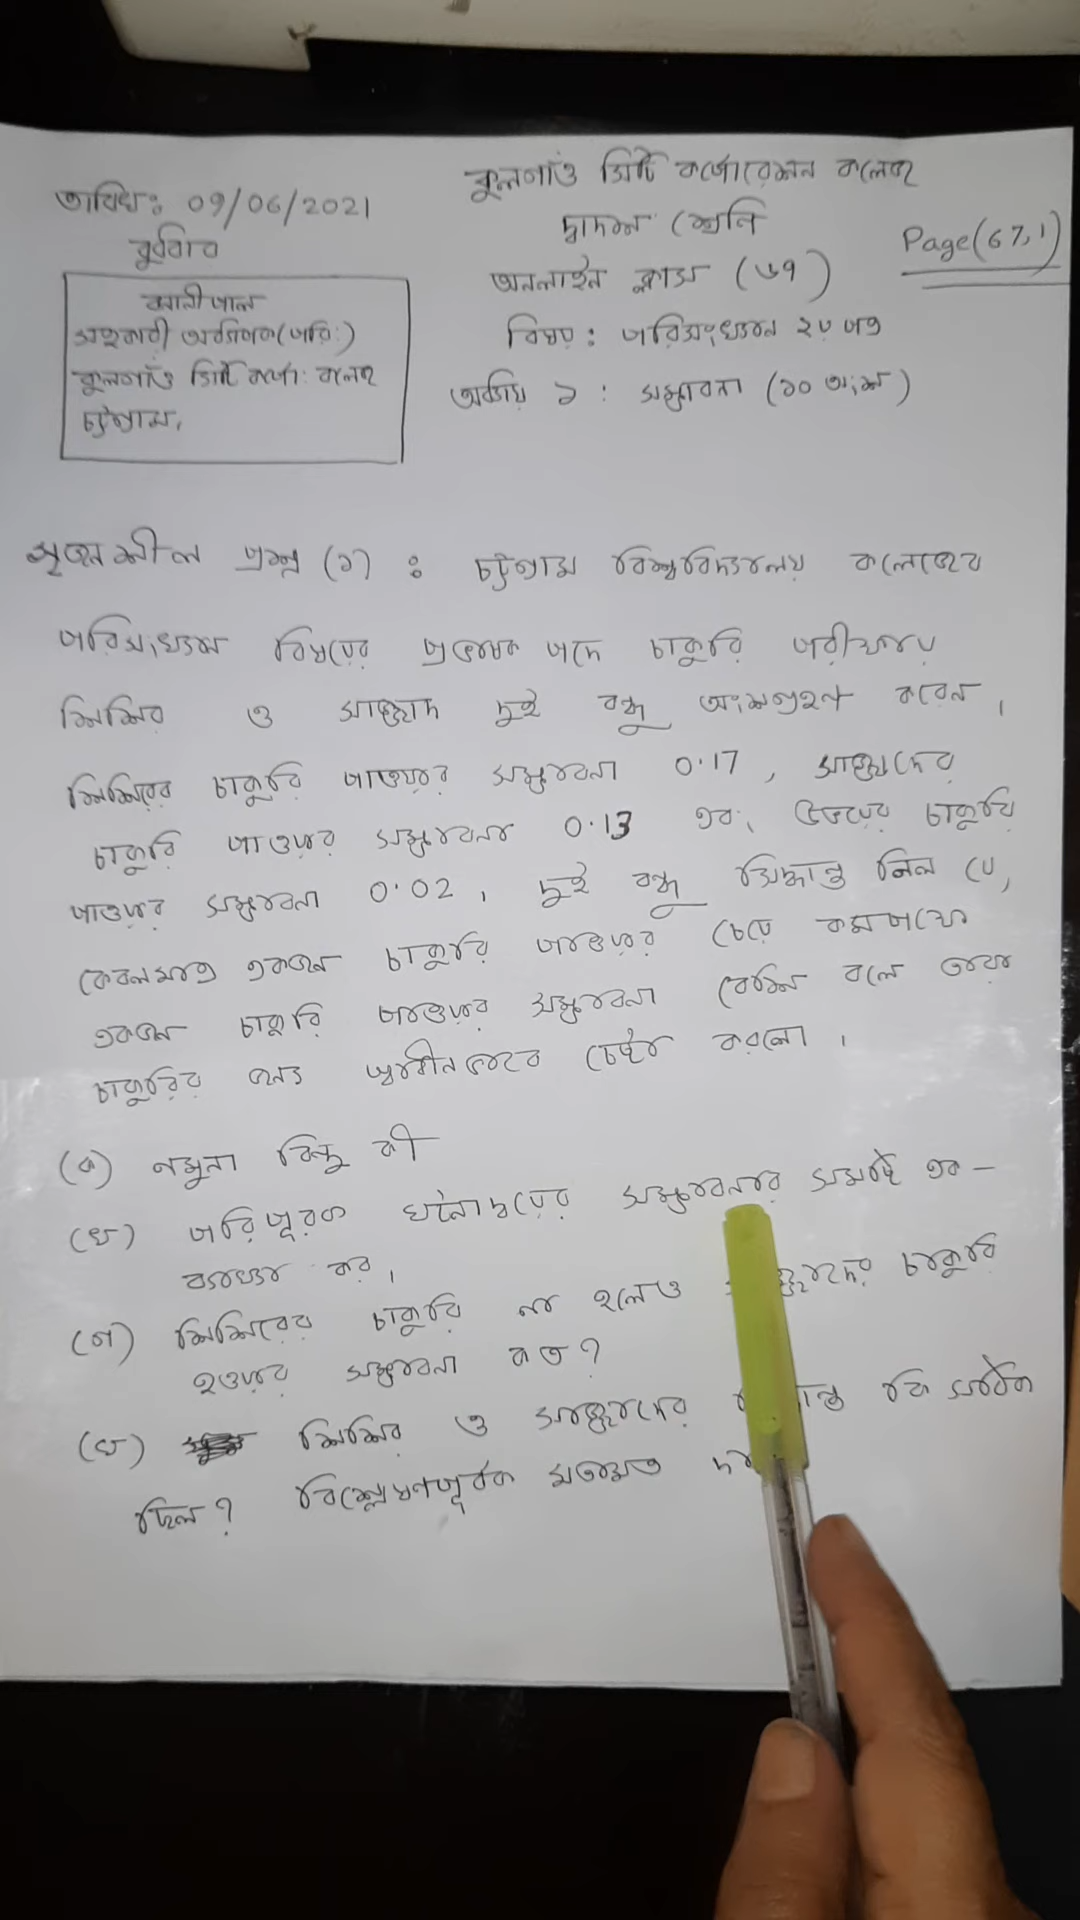 তারিখঃ 09/06/2021
বুধবার
কুলগাঁও সিটি কর্পোরেশন কলেজ
দ্বাদশ শ্রেণি
Page(67,1)
অনলাইন ক্লাস (৬৭)
বিষয় : পরিসংখ্যান ২য় পত্র
অধ্যায় ১ : সম্ভাবনা (১০ অংশ)
পাল
সহকারী অধ্যাপক(পরি:)
কুলগাঁও সিটি কর্পো: কলেজ
চট্টগ্রাম,
সৃজনশীল প্রশ্ন (১) : চট্টগ্রাম বিশ্ববিদ্যালয় কলেজের
পরিসংখ্যান বিষয়ের প্রভাষক পদে চাকুরি পরীক্ষায়
শিশির ও সাজ্জাদ দুই বন্ধু অংশগ্রহণ করেন,
শিশিরের চাকুরি পাওয়ার সম্ভাবনা 0.17, সাজ্জাদের
চাকুরি পাওয়ার সম্ভাবনা 0.13 এবং উভয়ের চাকুরি
পাওয়ার সম্ভাবনা 0.02, দুই বন্ধু সিদ্ধান্ত নিল যে,
কেবলমাত্র একজন চাকুরি পাওয়ার চেয়ে কমপক্ষে
একজন চাকুরি পাওয়ার সম্ভাবনা বেশি বলে তারা
চাকুরির জন্য স্বাধীনভাবে চেষ্টা করলো।
(ক) নমুনা বিন্দু কী
(খ) পরিপূরক ঘটনাদ্বয়ের সম্ভাবনার সমষ্টি এক–
ব্যাখ্যা কর,
(গ) শিশিরের চাকুরি না হলেও চাকুরি
হওয়ার সম্ভাবনা কত?
(ঘ) শিশির ও সাজ্জাদের কি সঠিক
ছিল? বিশ্লেষণপূর্বক মতামত